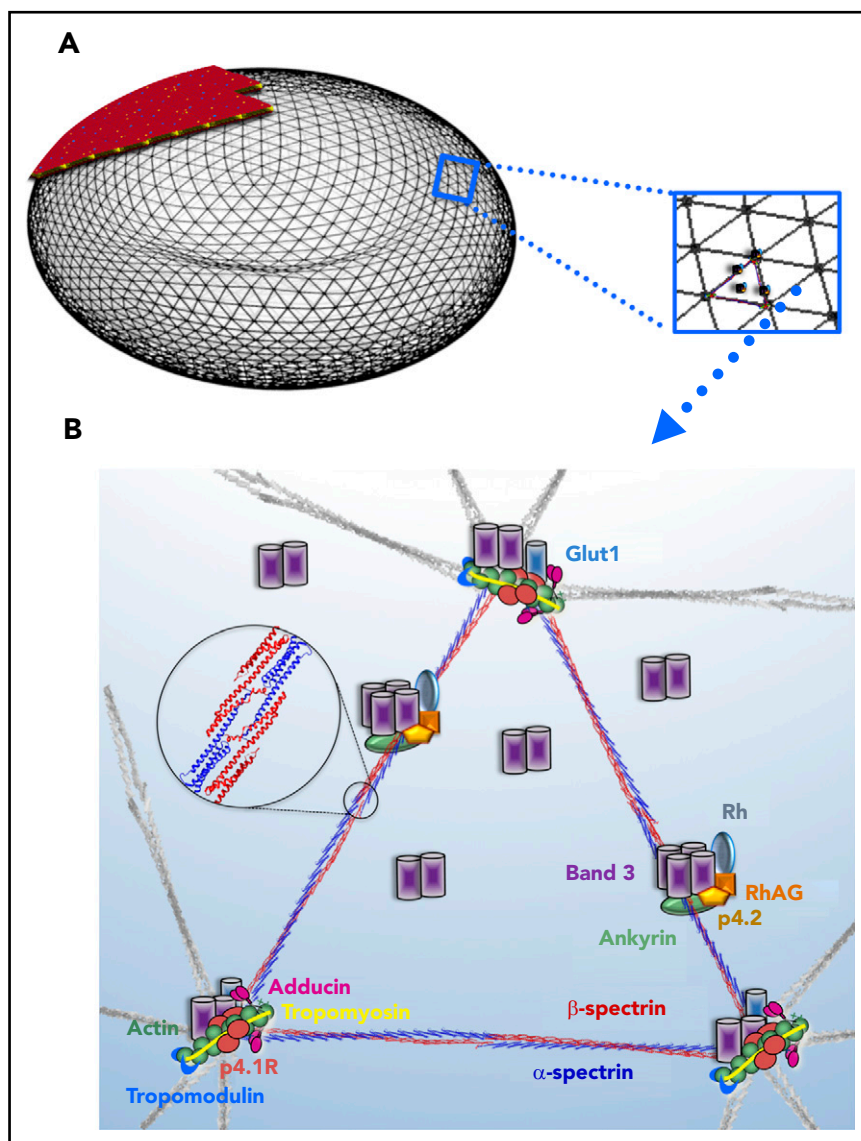 A
B
Glut1
Rh
Band 3
RhAG
p4.2
Ankyrin
Adducin
Tropomyosin
β-spectrin
Actin
p4.1R
α-spectrin
Tropomodulin